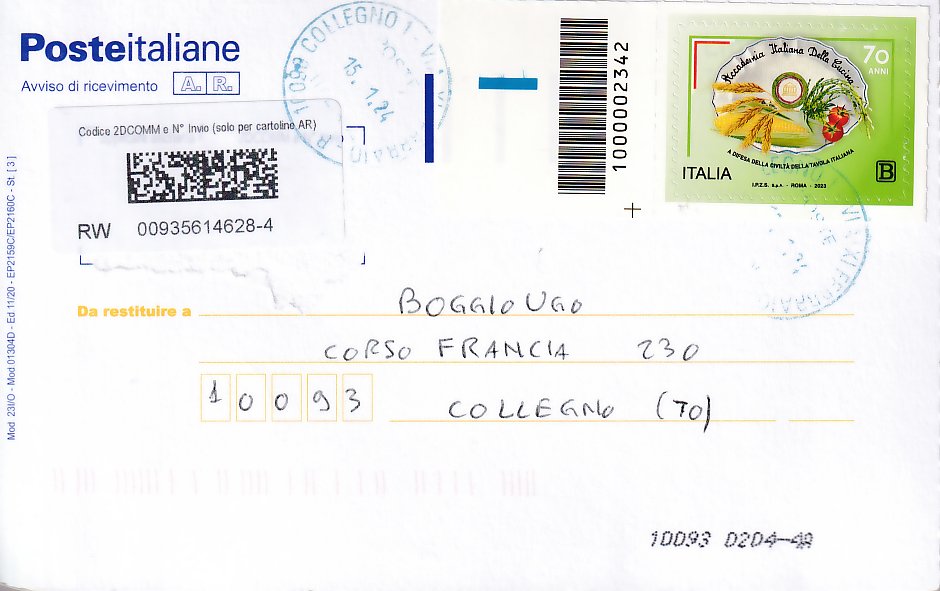 Posteitaliane
Avviso di ricevimento A. R.
Codice 2DCOMM e N° Invio (solo per cartoline AR)
RW 00935614628-4
Mod 23I/O - Mod 01304D - Ed 11/20 - EP2159C/EP2160C - St. [ 3 ]
COLLEGNO 1
15. 1.24
1000002342
Accademia Italiana Della Cucina
70
ANNI
A DIFESA DELLA CIVILTÀ DELLA TAVOLA ITALIANA
ITALIA
B
I.P.Z.S. S.p.A. - ROMA - 2023
Da restituire a BOGGIO UGO
CORSO FRANCIA 230
10093 COLLEGNO (TO)
10093 0204-4A